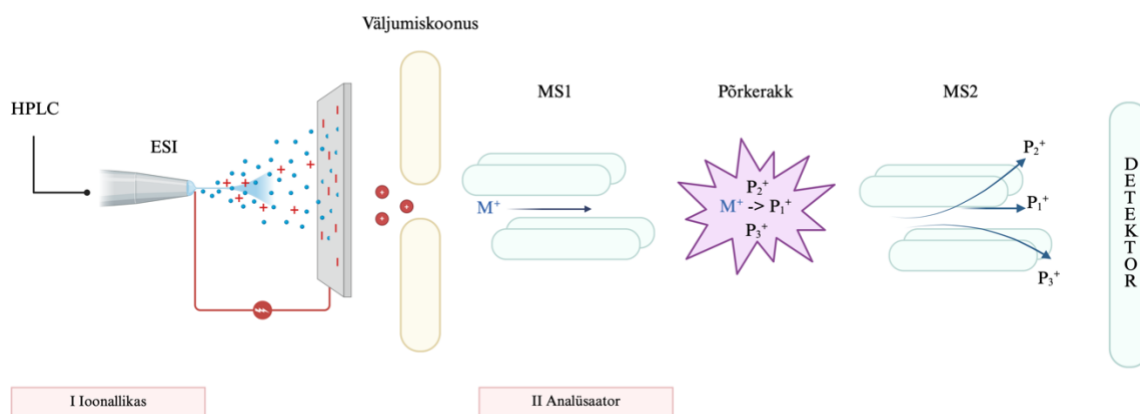 Väljumiskoonus
HPLC
ESI
MS1
Põrkerakk
MS2
M⁺
P₂⁺
M⁺ -> P₁⁺
P₃⁺
P₂⁺
P₁⁺
P₃⁺
DETEKTOR
I Ioonallikas
II Analüsaator